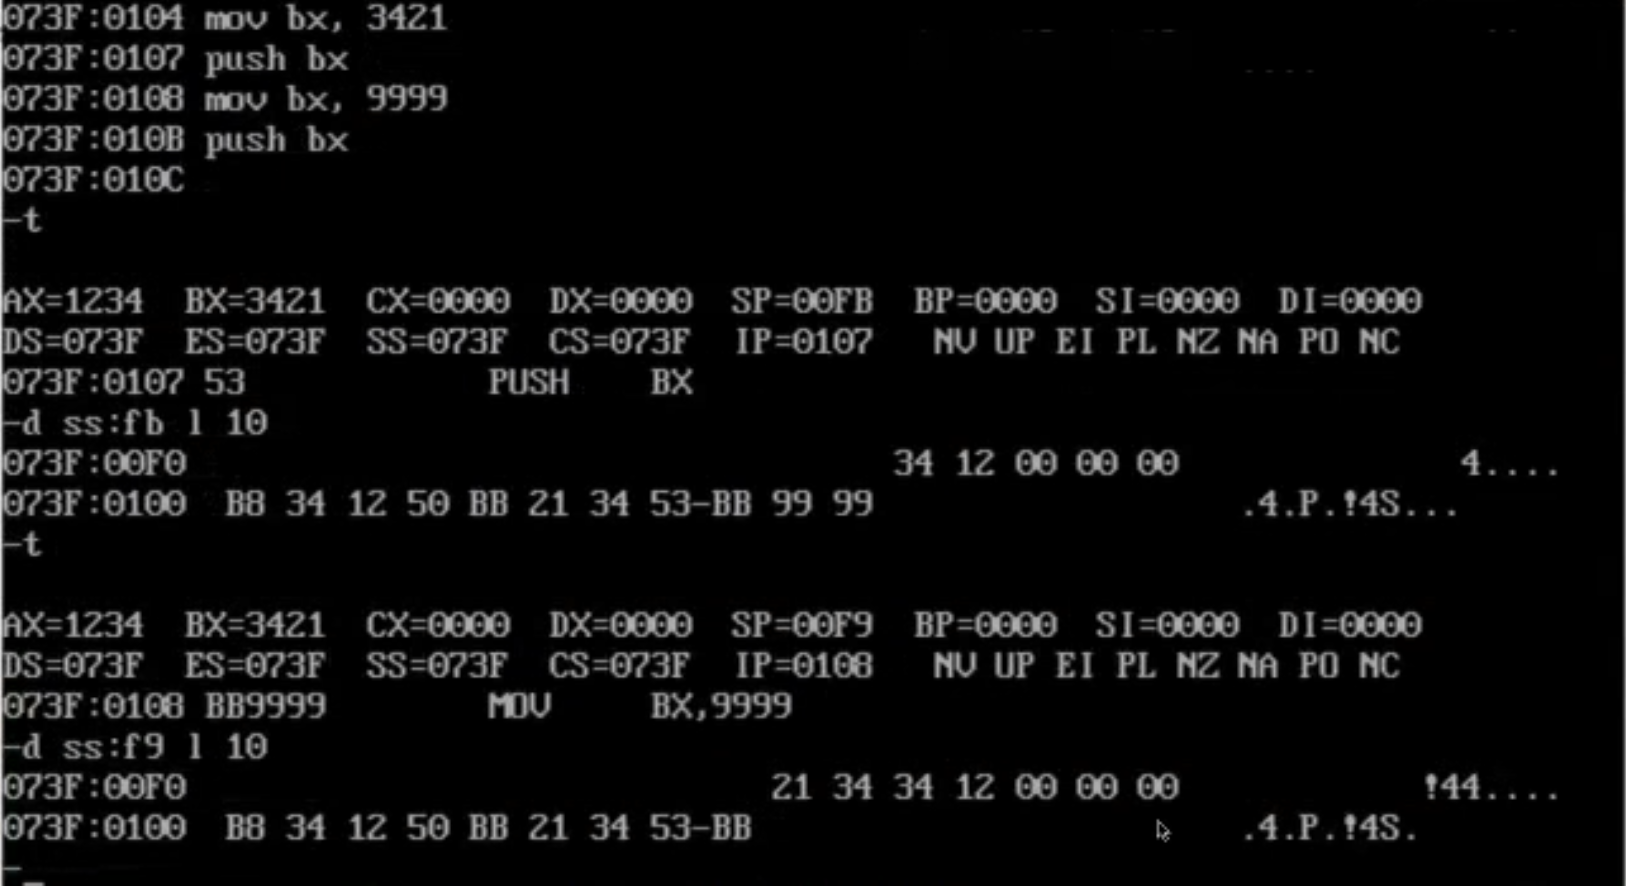 073F:0104 mov bx, 3421
073F:0107 push bx
073F:0108 mov bx, 9999
073F:010B push bx
073F:010C
-t
AX=1234 BX=3421 CX=0000 DX=0000 SP=00FB BP=0000 SI=0000 DI=0000
DS=073F ES=073F SS=073F CS=073F IP=0107 NV UP EI PL NZ NA PO NC
073F:0107 53 PUSH BX
-d ss:fb l 10
073F:00F0 34 12 00 00 00 4....
073F:0100 B8 34 12 50 BB 21 34 53-BB 99 99 .4.P.!4S...
-t
AX=1234 BX=3421 CX=0000 DX=0000 SP=00F9 BP=0000 SI=0000 DI=0000
DS=073F ES=073F SS=073F CS=073F IP=0108 NV UP EI PL NZ NA PO NC
073F:0108 BB9999 MOV BX,9999
-d ss:f9 l 10
073F:00F0 21 34 34 12 00 00 00 !44....
073F:0100 B8 34 12 50 BB 21 34 53-BB .4.P.!4S.
-